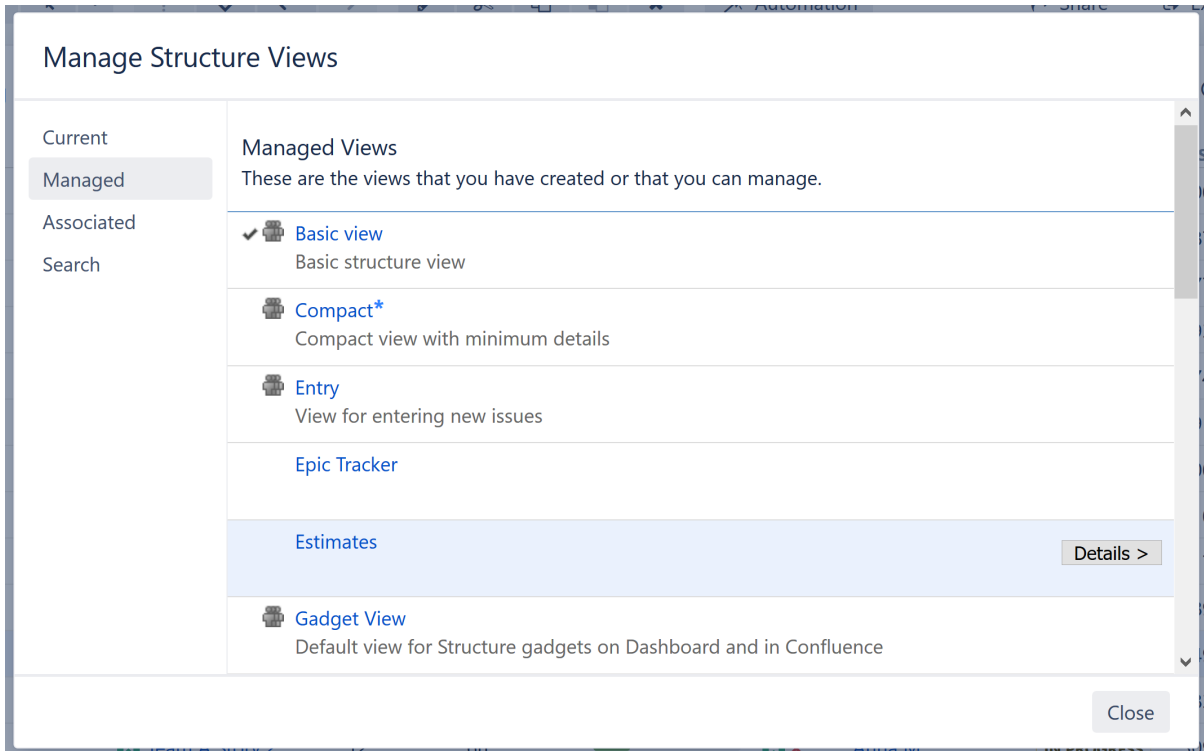 Automation
Share
Manage Structure Views
Current
Managed
Associated
Search
Managed Views
These are the views that you have created or that you can manage.
Basic view
Basic structure view
Compact*
Compact view with minimum details
Entry
View for entering new issues
Epic Tracker
Estimates
Details >
Gadget View
Default view for Structure gadgets on Dashboard and in Confluence
Close